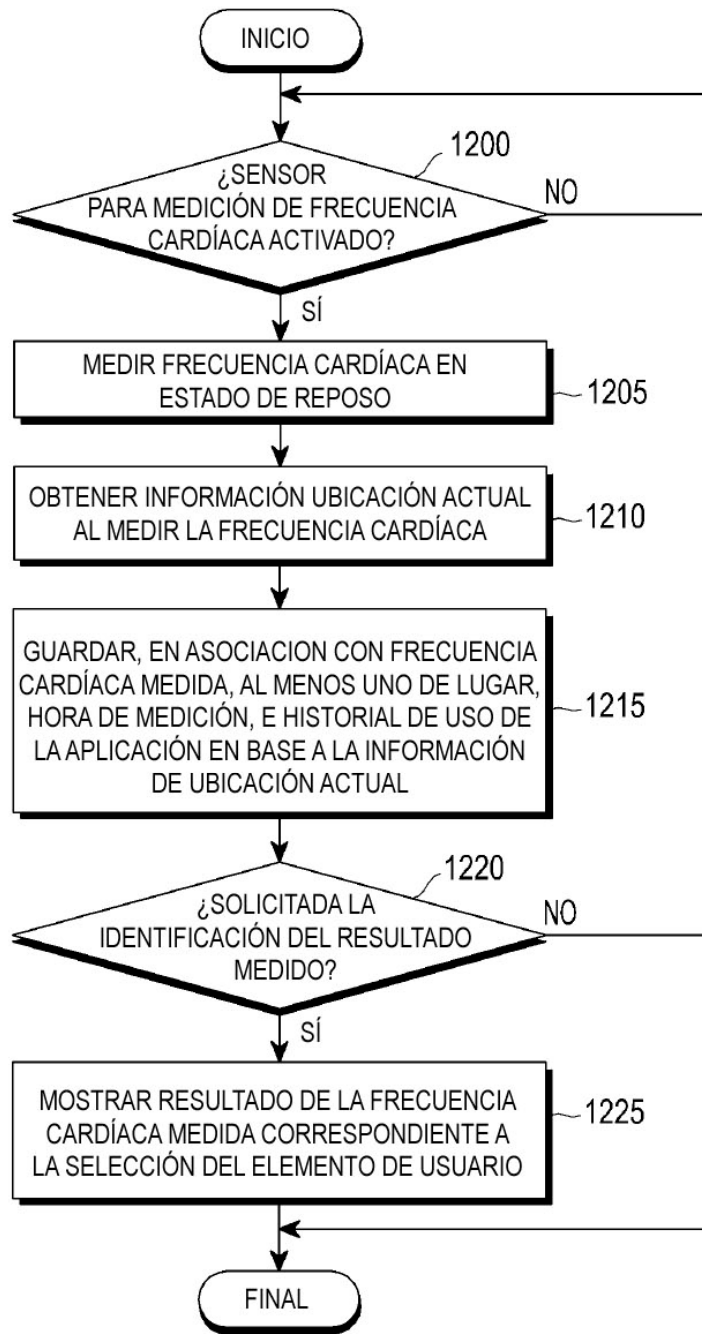 INICIO
1200
¿SENSOR
PARA MEDICIÓN DE FRECUENCIA
CARDÍACA ACTIVADO?
NO
SÍ
MEDIR FRECUENCIA CARDÍACA EN
ESTADO DE REPOSO
1205
OBTENER INFORMACIÓN UBICACIÓN ACTUAL
AL MEDIR LA FRECUENCIA CARDÍACA
1210
GUARDAR, EN ASOCIACION CON FRECUENCIA
CARDÍACA MEDIDA, AL MENOS UNO DE LUGAR,
HORA DE MEDICIÓN, E HISTORIAL DE USO DE
LA APLICACIÓN EN BASE A LA INFORMACIÓN
DE UBICACIÓN ACTUAL
1215
1220
¿SOLICITADA LA
IDENTIFICACIÓN DEL RESULTADO
MEDIDO?
NO
SÍ
MOSTRAR RESULTADO DE LA FRECUENCIA
CARDÍACA MEDIDA CORRESPONDIENTE A
LA SELECCIÓN DEL ELEMENTO DE USUARIO
1225
FINAL